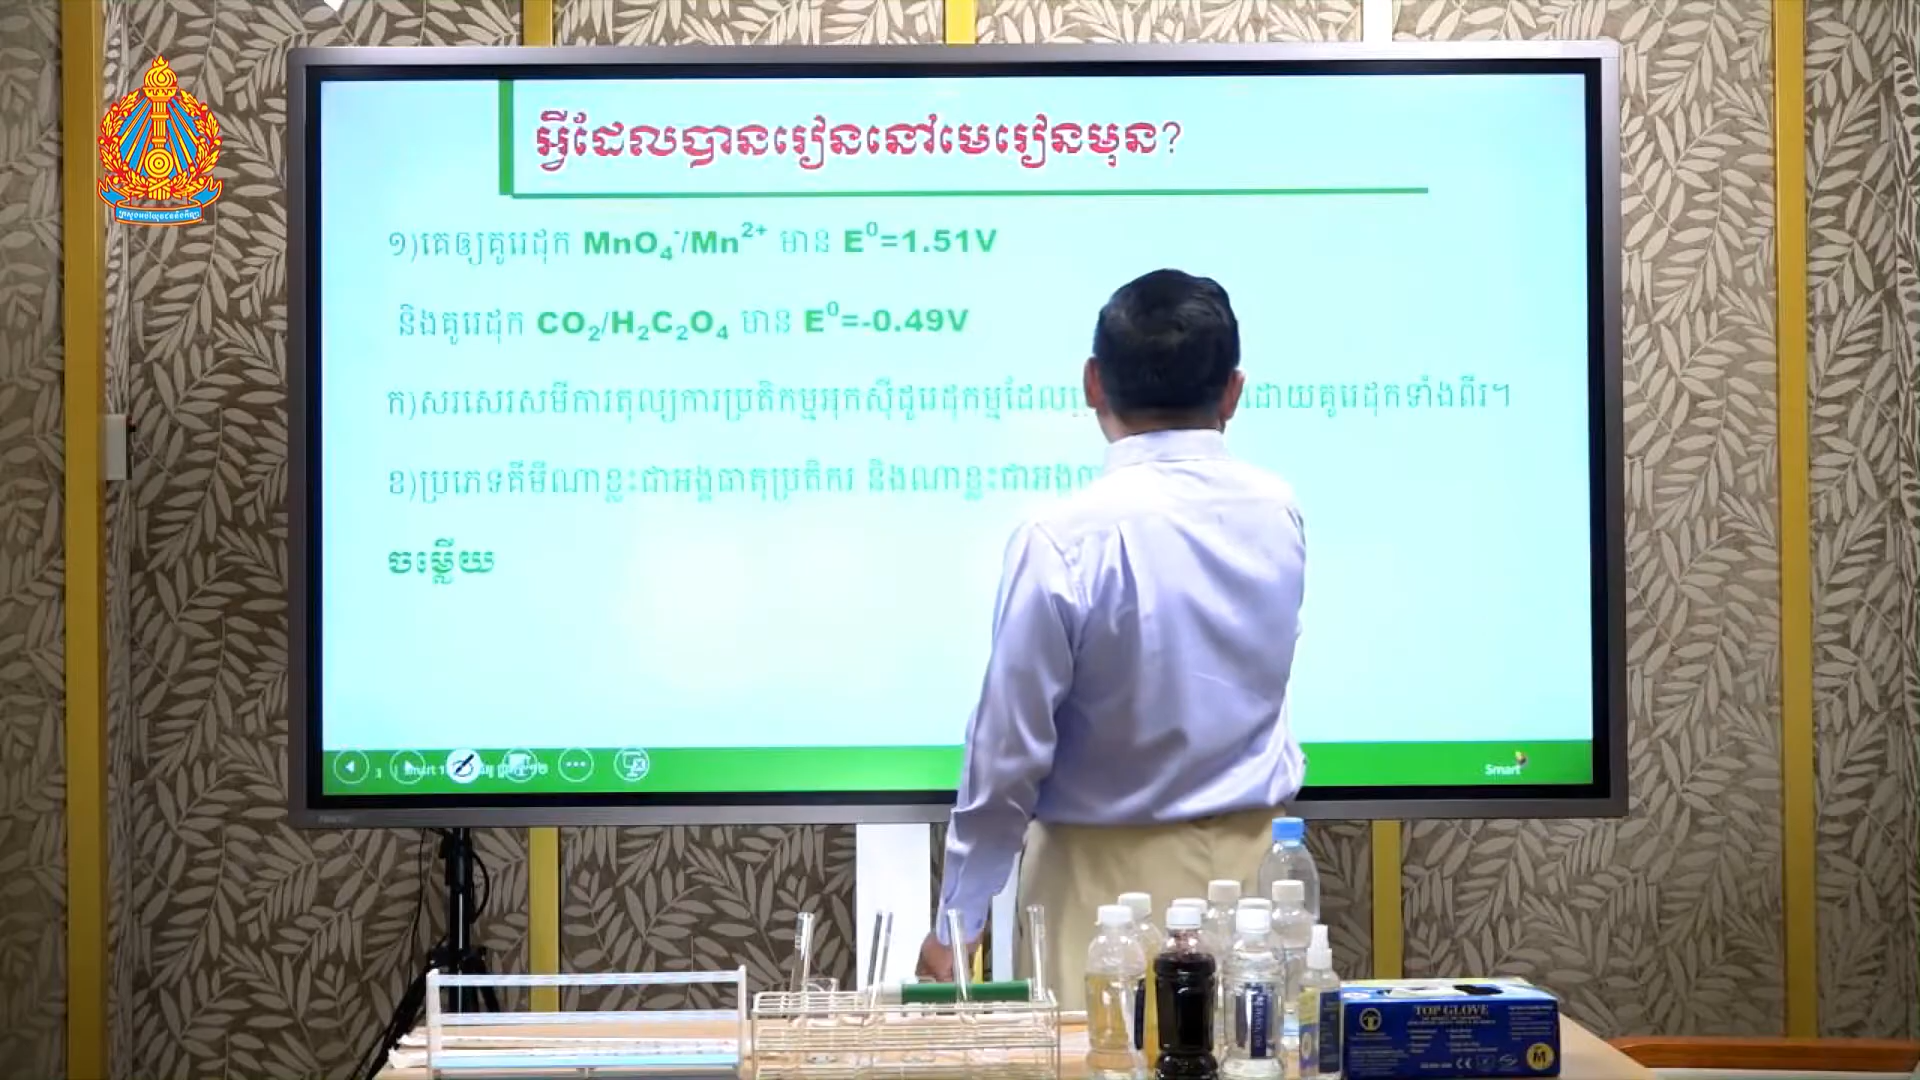 អ្វីដែលបានរៀននៅមេរៀនមុន?
១)គេឲ្យគូរេដុក MnO₄⁻/Mn²⁺ មាន E⁰=1.51V
និងគូរេដុក CO₂/H₂C₂O₄ មាន E⁰=-0.49V
ក)សរសេរសមីការតុល្យការប្រតិកម្មអុកស៊ីដូរេដុកម្មដែល ដោយគូរេដុកទាំងពីរ។
ខ)ប្រភេទគីមីណាខ្លះជាអង្គធាតុប្រតិករ និងណាខ្លះជា
ចម្លើយ
3 | Smart
Smart
TOP GLOVE
M